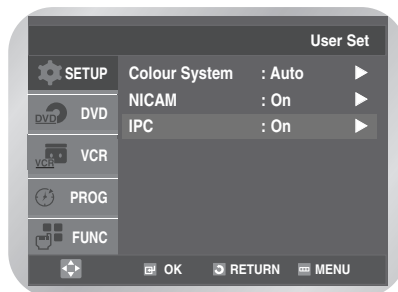 User Set
SETUP
DVD
DVD
VCR
VCR
PROG
FUNC
Colour System : Auto
NICAM : On
IPC : On
OK RETURN MENU